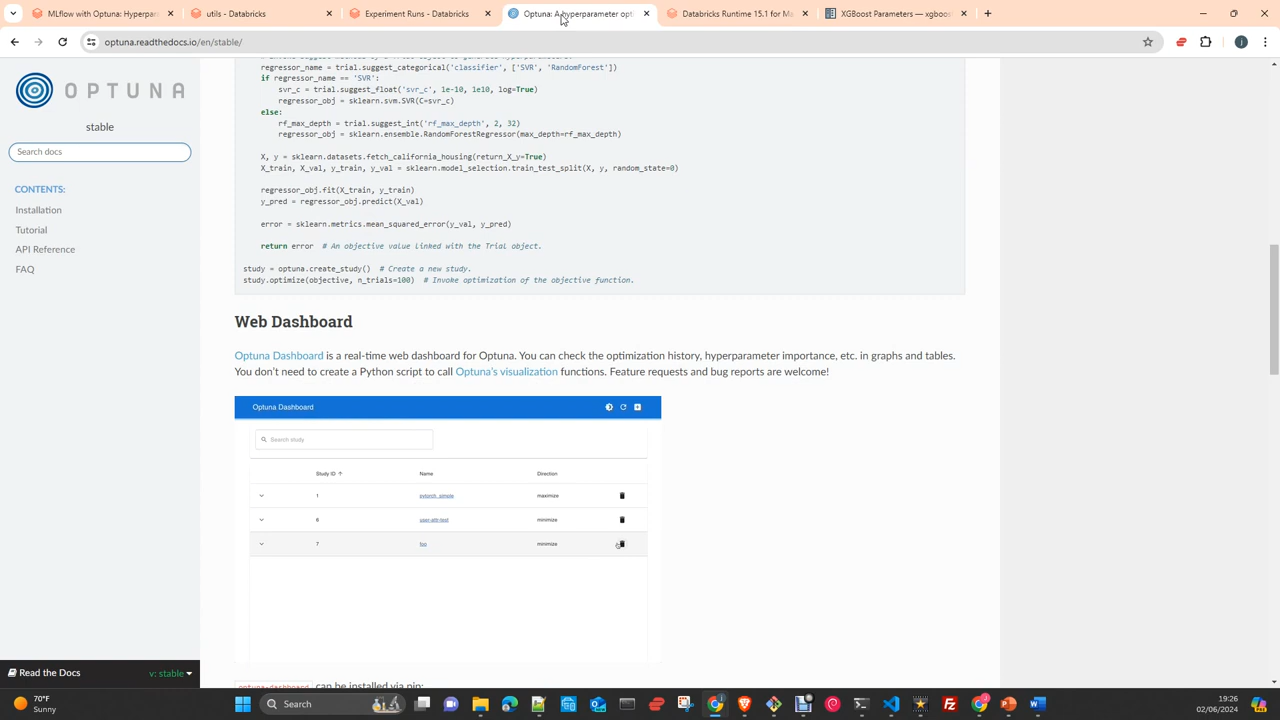 MLflow with Optuna: Hyperpar
utils - Databricks
Experiment Runs - Databricks
Optuna: A hyperparameter opti
Databricks Runtime 15.1 for Ma
XGBoost Parameters — xgboos
optuna.readthedocs.io/en/stable/
OPTUNA
stable
Search docs
CONTENTS:
Installation
Tutorial
API Reference
FAQ
Read the Docs
v: stable
regressor_name = trial.suggest_categorical('classifier', ['SVR', 'RandomForest'])
if regressor_name == 'SVR':
svr_c = trial.suggest_float('svr_c', 1e-10, 1e10, log=True)
regressor_obj = sklearn.svm.SVR(C=svr_c)
else:
rf_max_depth = trial.suggest_int('rf_max_depth', 2, 32)
regressor_obj = sklearn.ensemble.RandomForestRegressor(max_depth=rf_max_depth)
X, y = sklearn.datasets.fetch_california_housing(return_X_y=True)
X_train, X_val, y_train, y_val = sklearn.model_selection.train_test_split(X, y, random_state=0)
regressor_obj.fit(X_train, y_train)
y_pred = regressor_obj.predict(X_val)
error = sklearn.metrics.mean_squared_error(y_val, y_pred)
return error # An objective value linked with the Trial object.
study = optuna.create_study() # Create a new study.
study.optimize(objective, n_trials=100) # Invoke optimization of the objective function.
Web Dashboard
Optuna Dashboard is a real-time web dashboard for Optuna. You can check the optimization history, hyperparameter importance, etc. in graphs and tables.
You don't need to create a Python script to call Optuna's visualization functions. Feature requests and bug reports are welcome!
Optuna Dashboard
Search study
Study ID Name Direction
1 pytorch_simple maximize
6 user-attr-test minimize
7 foo minimize
optuna-dashboard can be installed via pip:
70°F
Sunny
Search
19:26
02/06/2024